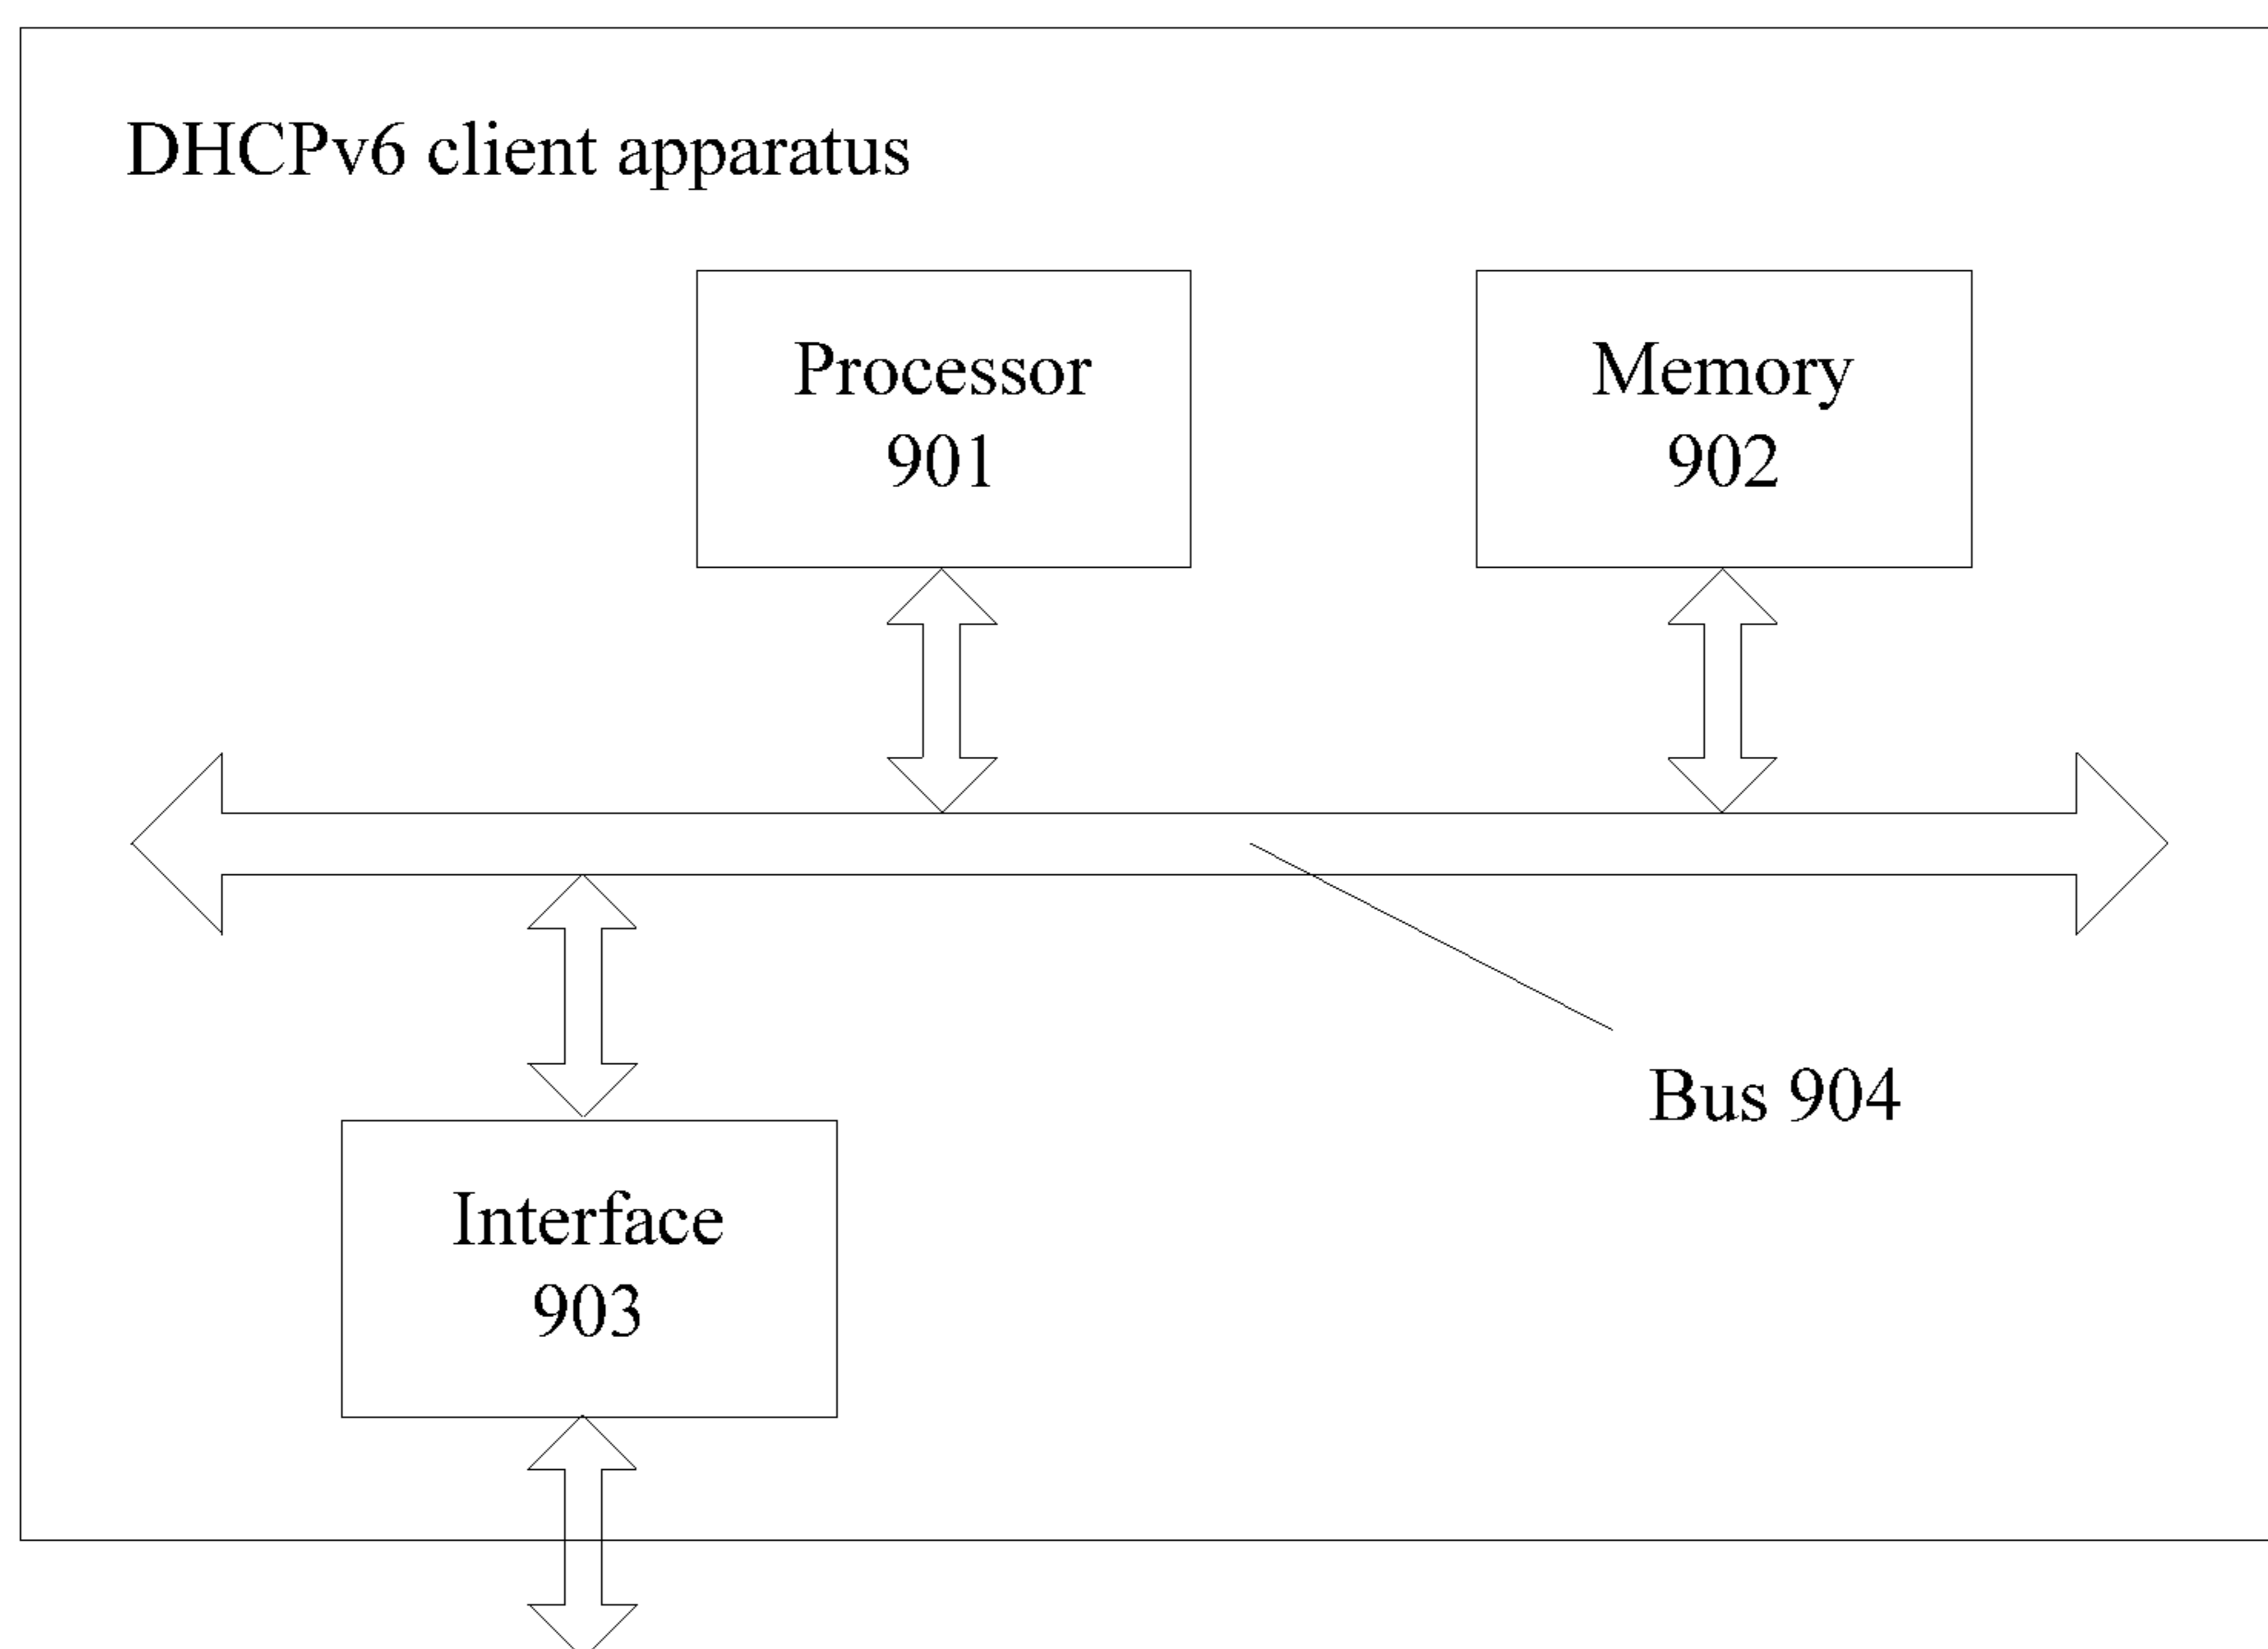 DHCPv6 client apparatus
Processor
901
Memory
902
Bus 904
Interface
903